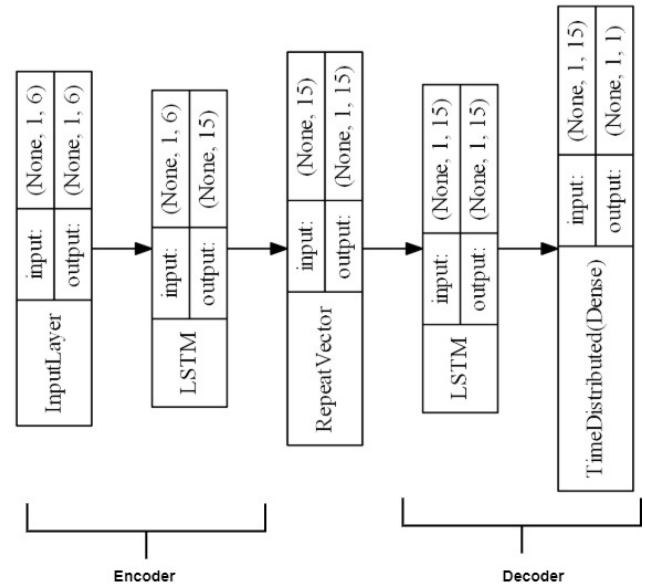 InputLayer
input: (None, 1, 6)
output: (None, 1, 6)
LSTM
input: (None, 1, 6)
output: (None, 15)
RepeatVector
input: (None, 15)
output: (None, 1, 15)
LSTM
input: (None, 1, 15)
output: (None, 1, 15)
TimeDistributed(Dense)
input: (None, 1, 15)
output: (None, 1, 1)
Encoder
Decoder